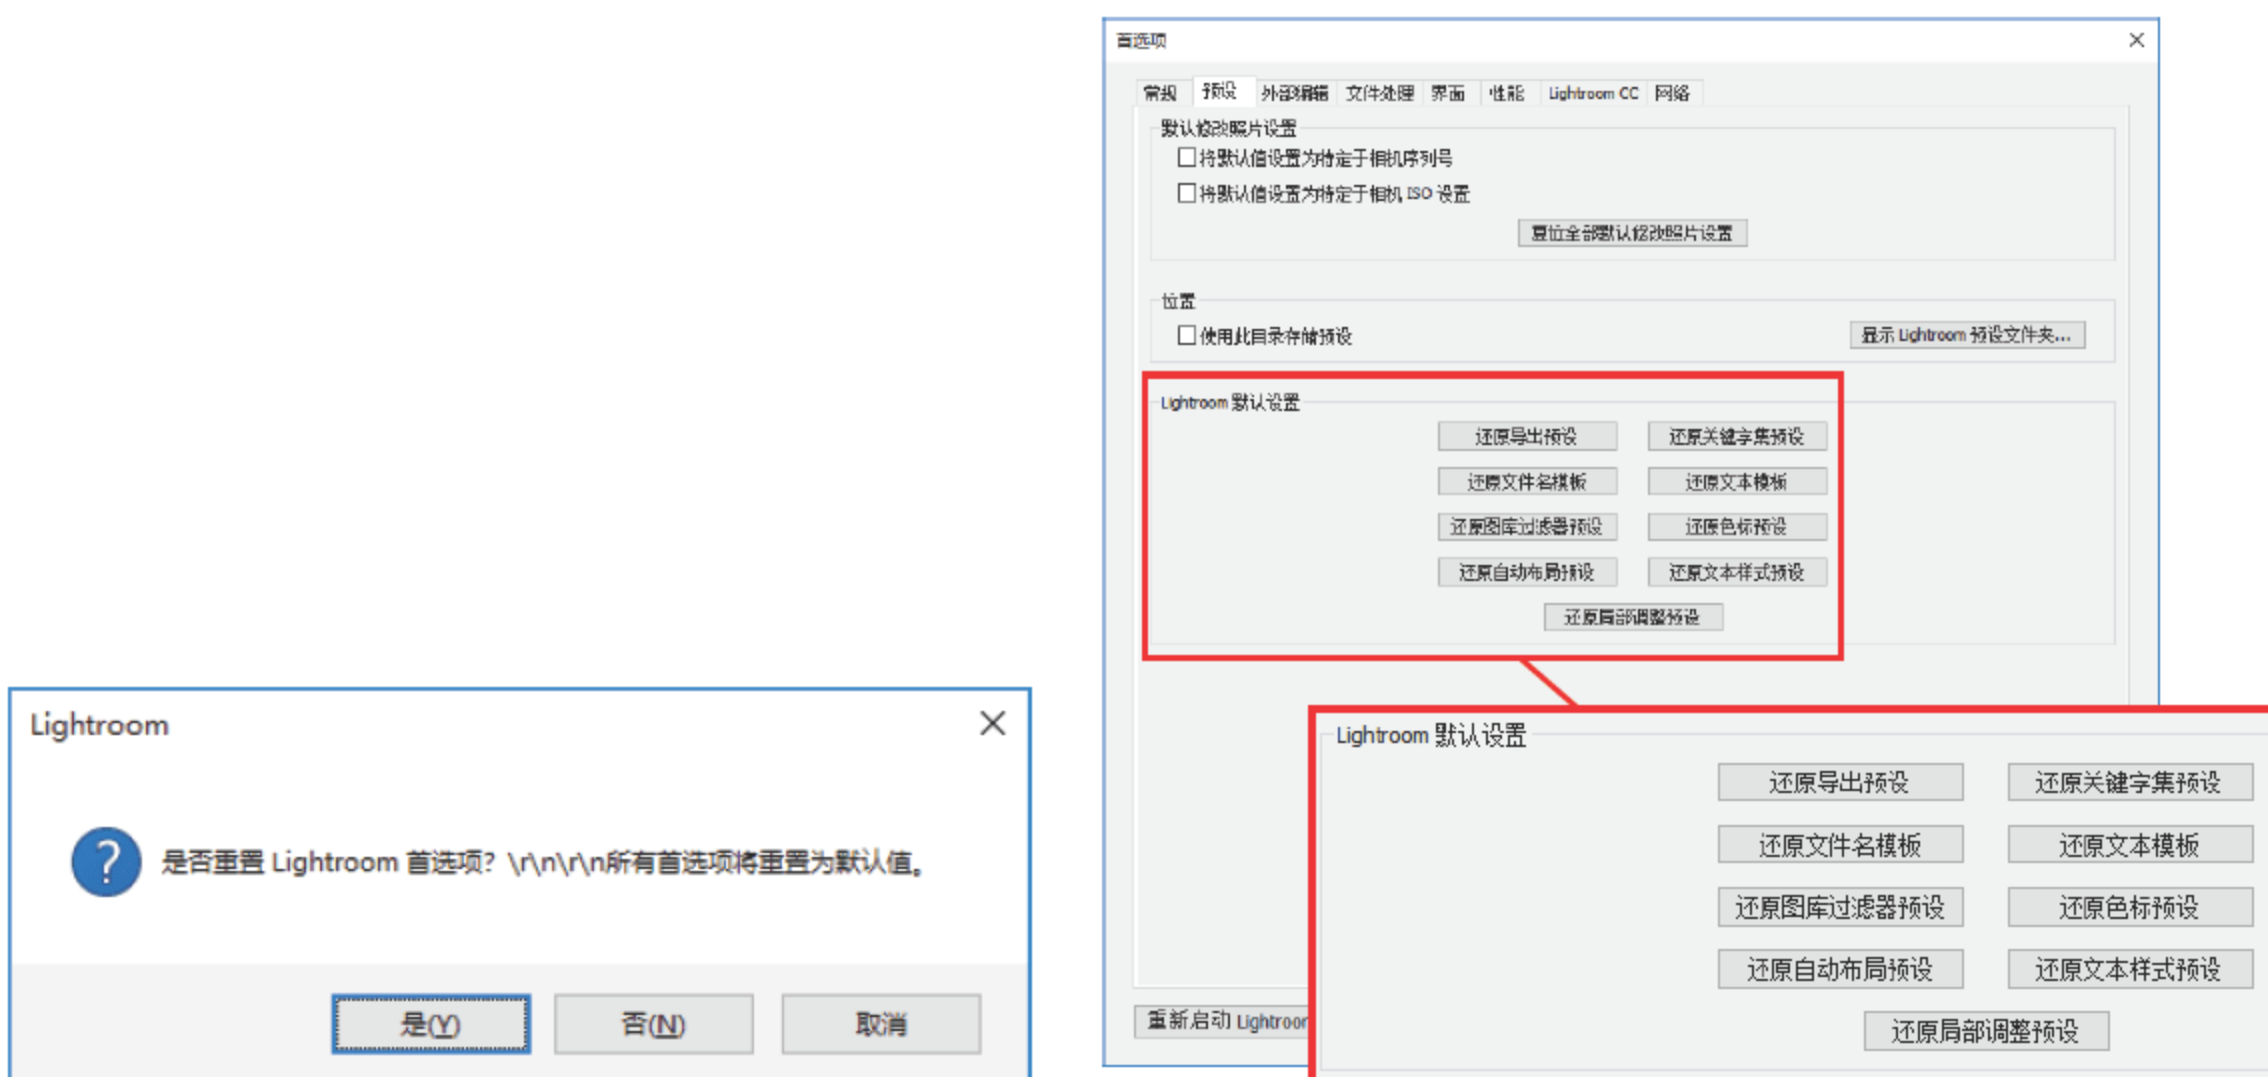 首选项
常规 预设 外部编辑 文件处理 界面 性能 Lightroom CC 网络
默认修改照片设置
将默认值设置为特定于相机序列号
将默认值设置为特定于相机 ISO 设置
复位全部默认修改照片设置
位置
使用此目录存储预设 显示 Lightroom 预设文件夹...
Lightroom 默认设置
还原导出预设 还原关键字集预设
还原文件名模板 还原文本模板
还原图库过滤器预设 还原色标预设
还原自动布局预设 还原文本样式预设
还原局部调整预设
重新启动 Lightroom
Lightroom 默认设置
还原导出预设 还原关键字集预设
还原文件名模板 还原文本模板
还原图库过滤器预设 还原色标预设
还原自动布局预设 还原文本样式预设
还原局部调整预设
Lightroom
是否重置 Lightroom 首选项？\r\n\r\n所有首选项将重置为默认值。
是(Y) 否(N) 取消